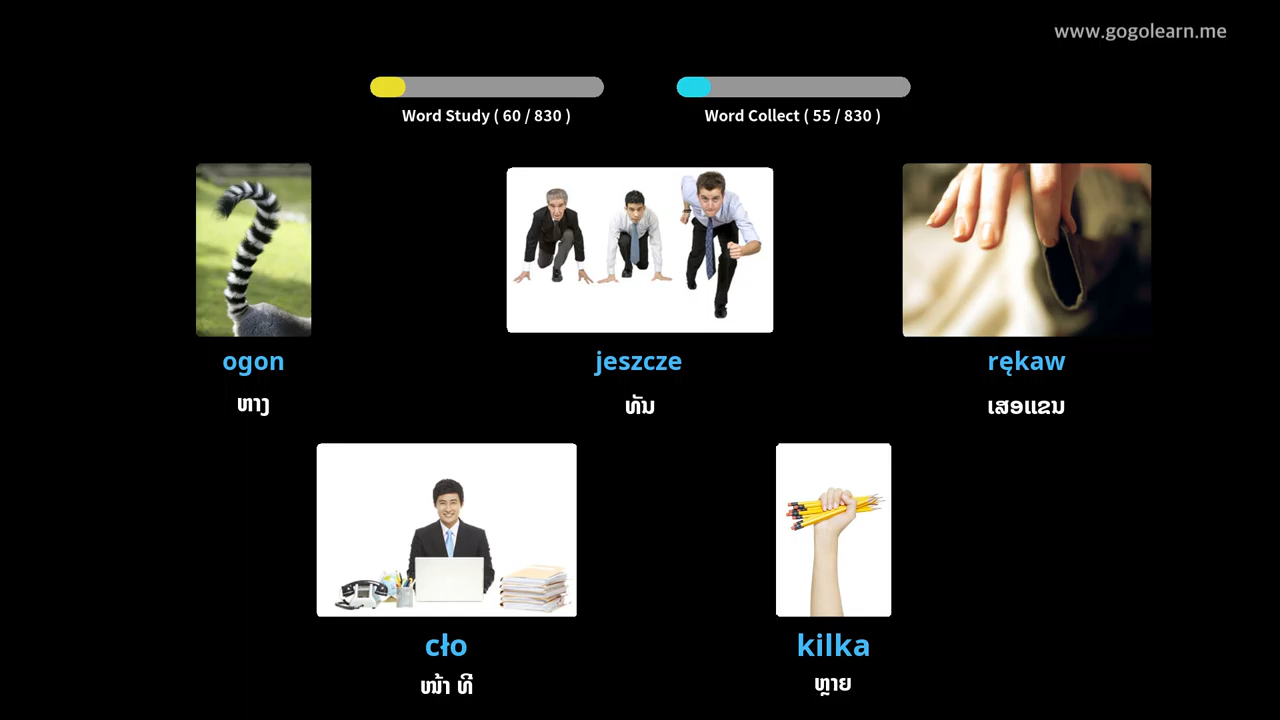 www.gogolearn.me
Word Study ( 60 / 830 )
Word Collect ( 55 / 830 )
ogon
ຫາງ
jeszcze
ທັນ
rękaw
ເສອແຂນ
cło
ໜ້າ ທີ
kilka
ຫຼາຍ